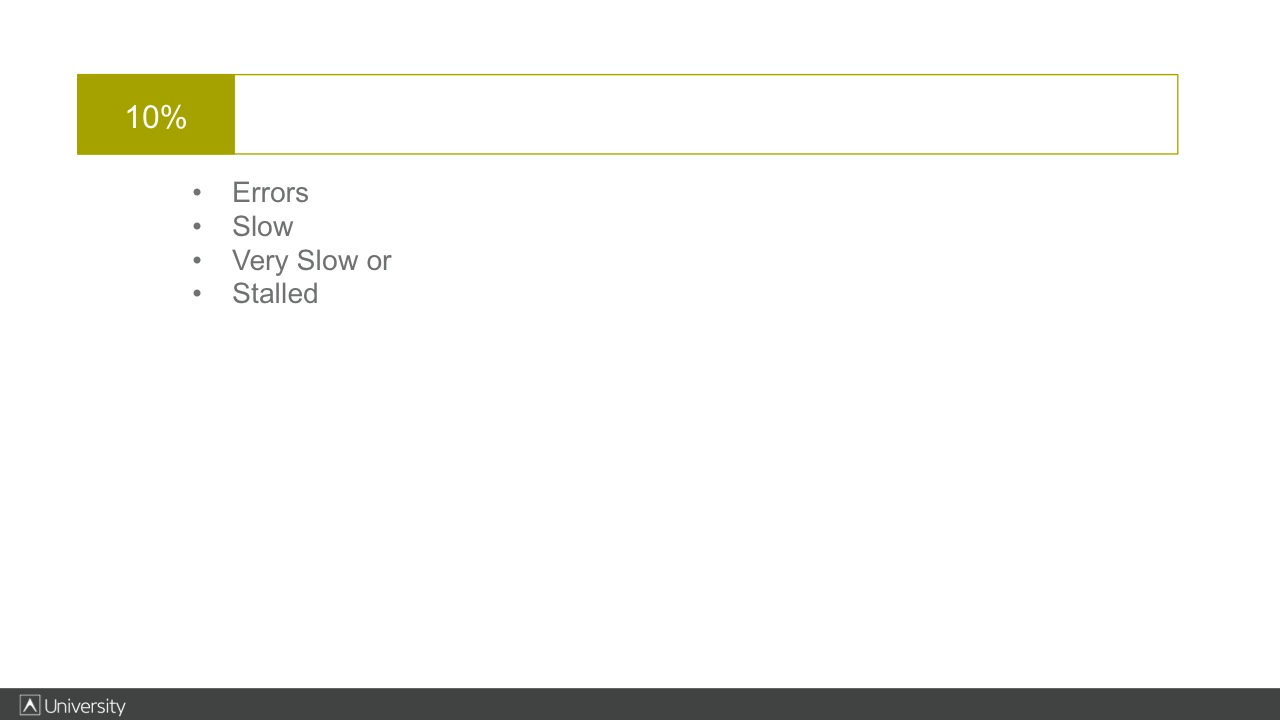 10%
• Errors
• Slow
• Very Slow or
• Stalled
University